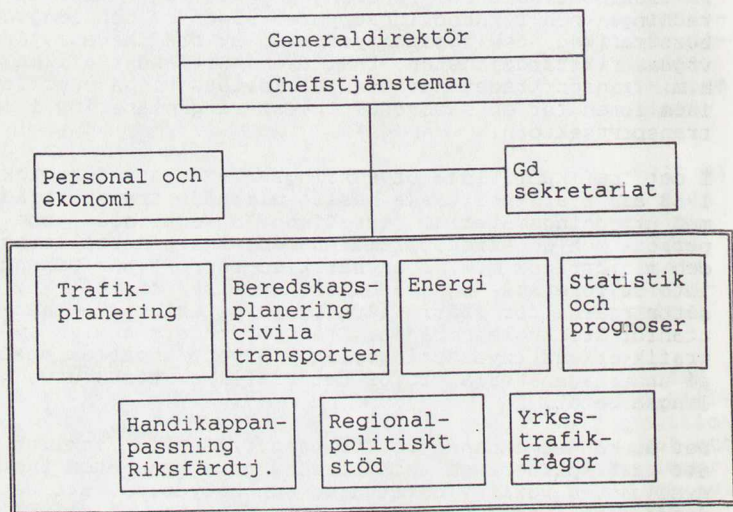 Generaldirektör
Chefstjänsteman
Personal och
ekonomi
Gd
sekretariat
Trafik-
planering
Beredskaps-
planering
civila
transporter
Energi
Statistik
och
prognoser
Handikappan-
passning
Riksfärdtj.
Regional-
politiskt
stöd
Yrkes-
trafik-
frågor